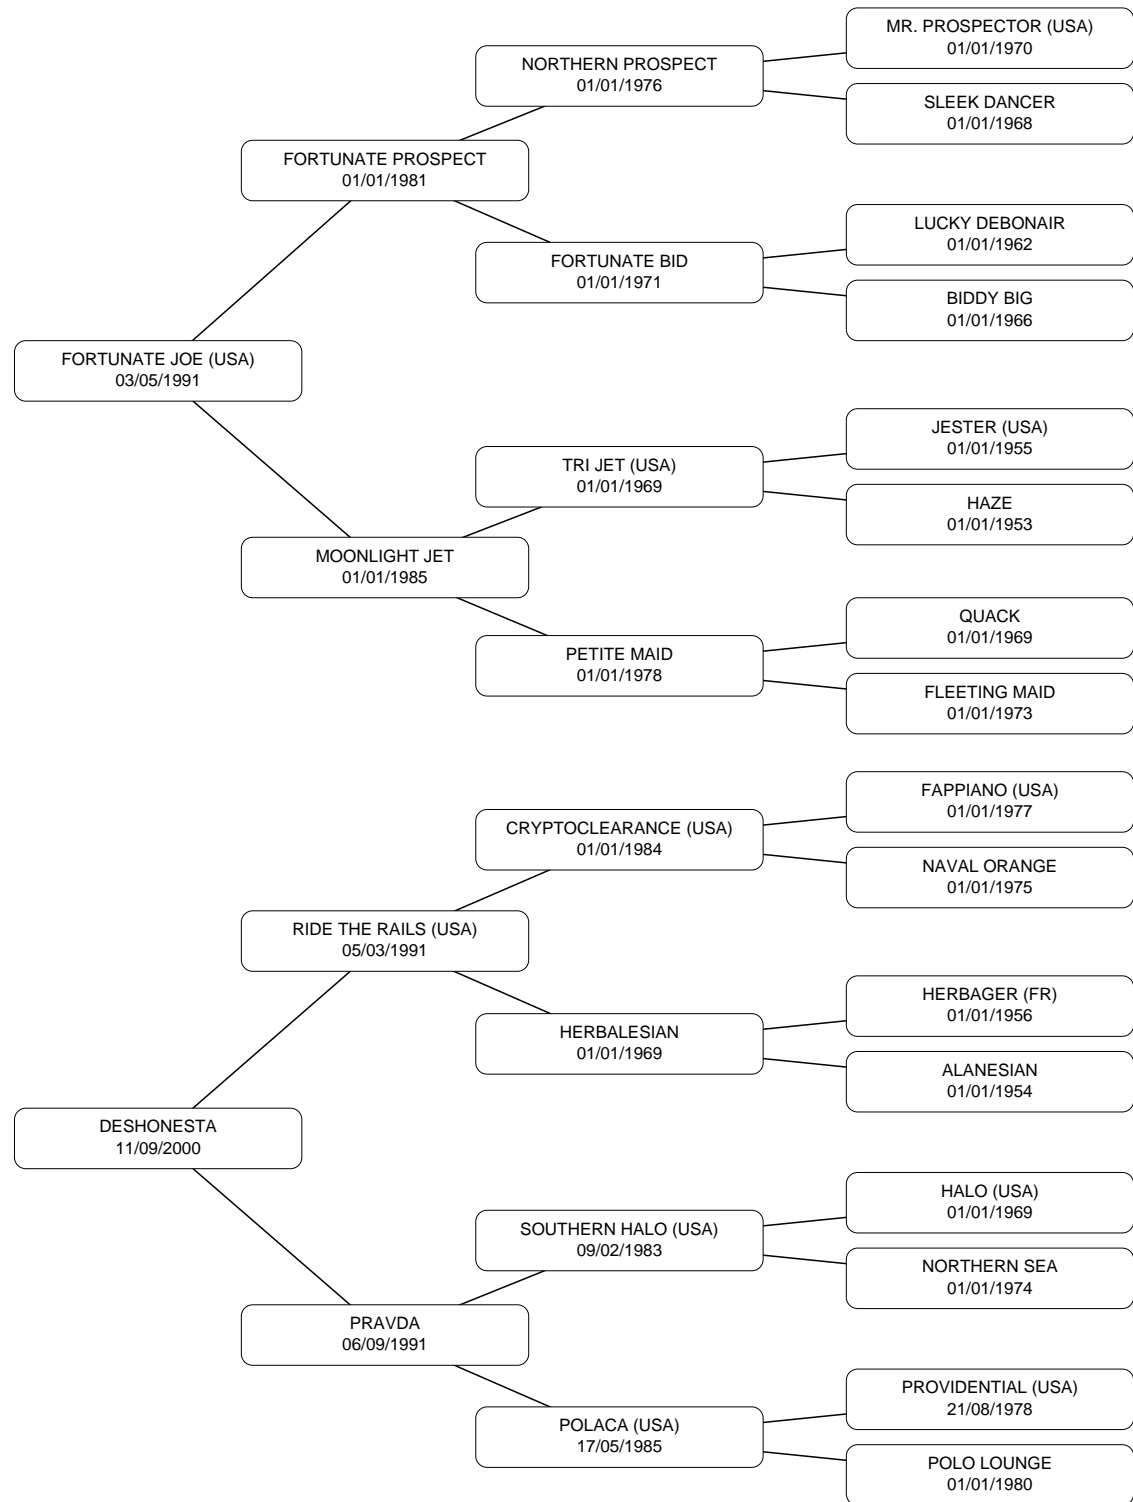 MR. PROSPECTOR (USA)
01/01/1970
NORTHERN PROSPECT
01/01/1976
SLEEK DANCER
01/01/1968
FORTUNATE PROSPECT
01/01/1981
LUCKY DEBONAIR
01/01/1962
FORTUNATE BID
01/01/1971
BIDDY BIG
01/01/1966
FORTUNATE JOE (USA)
03/05/1991
JESTER (USA)
01/01/1955
TRI JET (USA)
01/01/1969
HAZE
01/01/1953
MOONLIGHT JET
01/01/1985
QUACK
01/01/1969
PETITE MAID
01/01/1978
FLEETING MAID
01/01/1973
FAPPIANO (USA)
01/01/1977
CRYPTOCLEARANCE (USA)
01/01/1984
NAVAL ORANGE
01/01/1975
RIDE THE RAILS (USA)
05/03/1991
HERBAGER (FR)
01/01/1956
HERBALESIAN
01/01/1969
ALANESIAN
01/01/1954
DESHONESTA
11/09/2000
HALO (USA)
01/01/1969
SOUTHERN HALO (USA)
09/02/1983
NORTHERN SEA
01/01/1974
PRAVDA
06/09/1991
PROVIDENTIAL (USA)
21/08/1978
POLACA (USA)
17/05/1985
POLO LOUNGE
01/01/1980